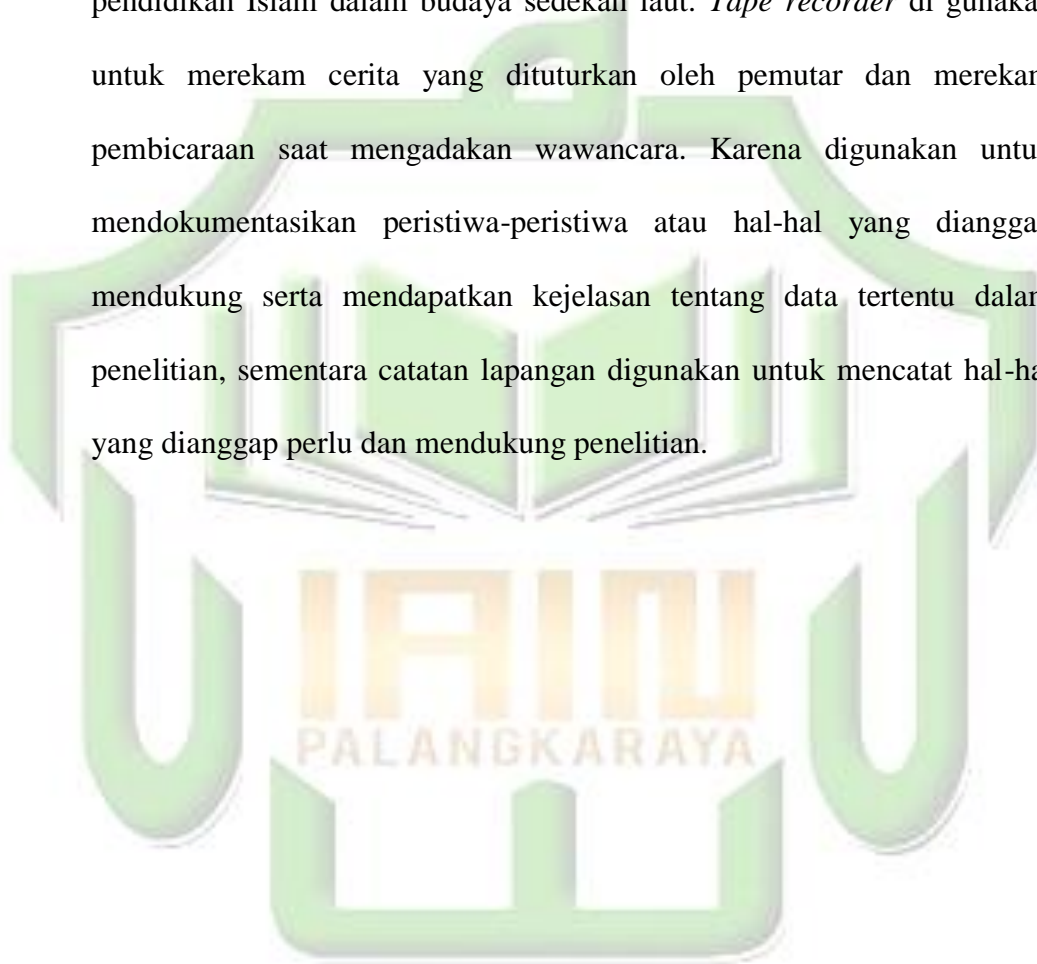 pendidikan Islam dalam budaya sedekah laut. Tape recorder di gunaka
untuk merekam cerita yang dituturkan oleh pemutar dan merekan
pembicaraan saat mengadakan wawancara. Karena digunakan untu
mendokumentasikan peristiwa-peristiwa atau hal-hal yang diangga
mendukung serta mendapatkan kejelasan tentang data tertentu dalan
penelitian, sementara catatan lapangan digunakan untuk mencatat hal-ha
yang dianggap perlu dan mendukung penelitian.
IAIN
PALANGKARAYA